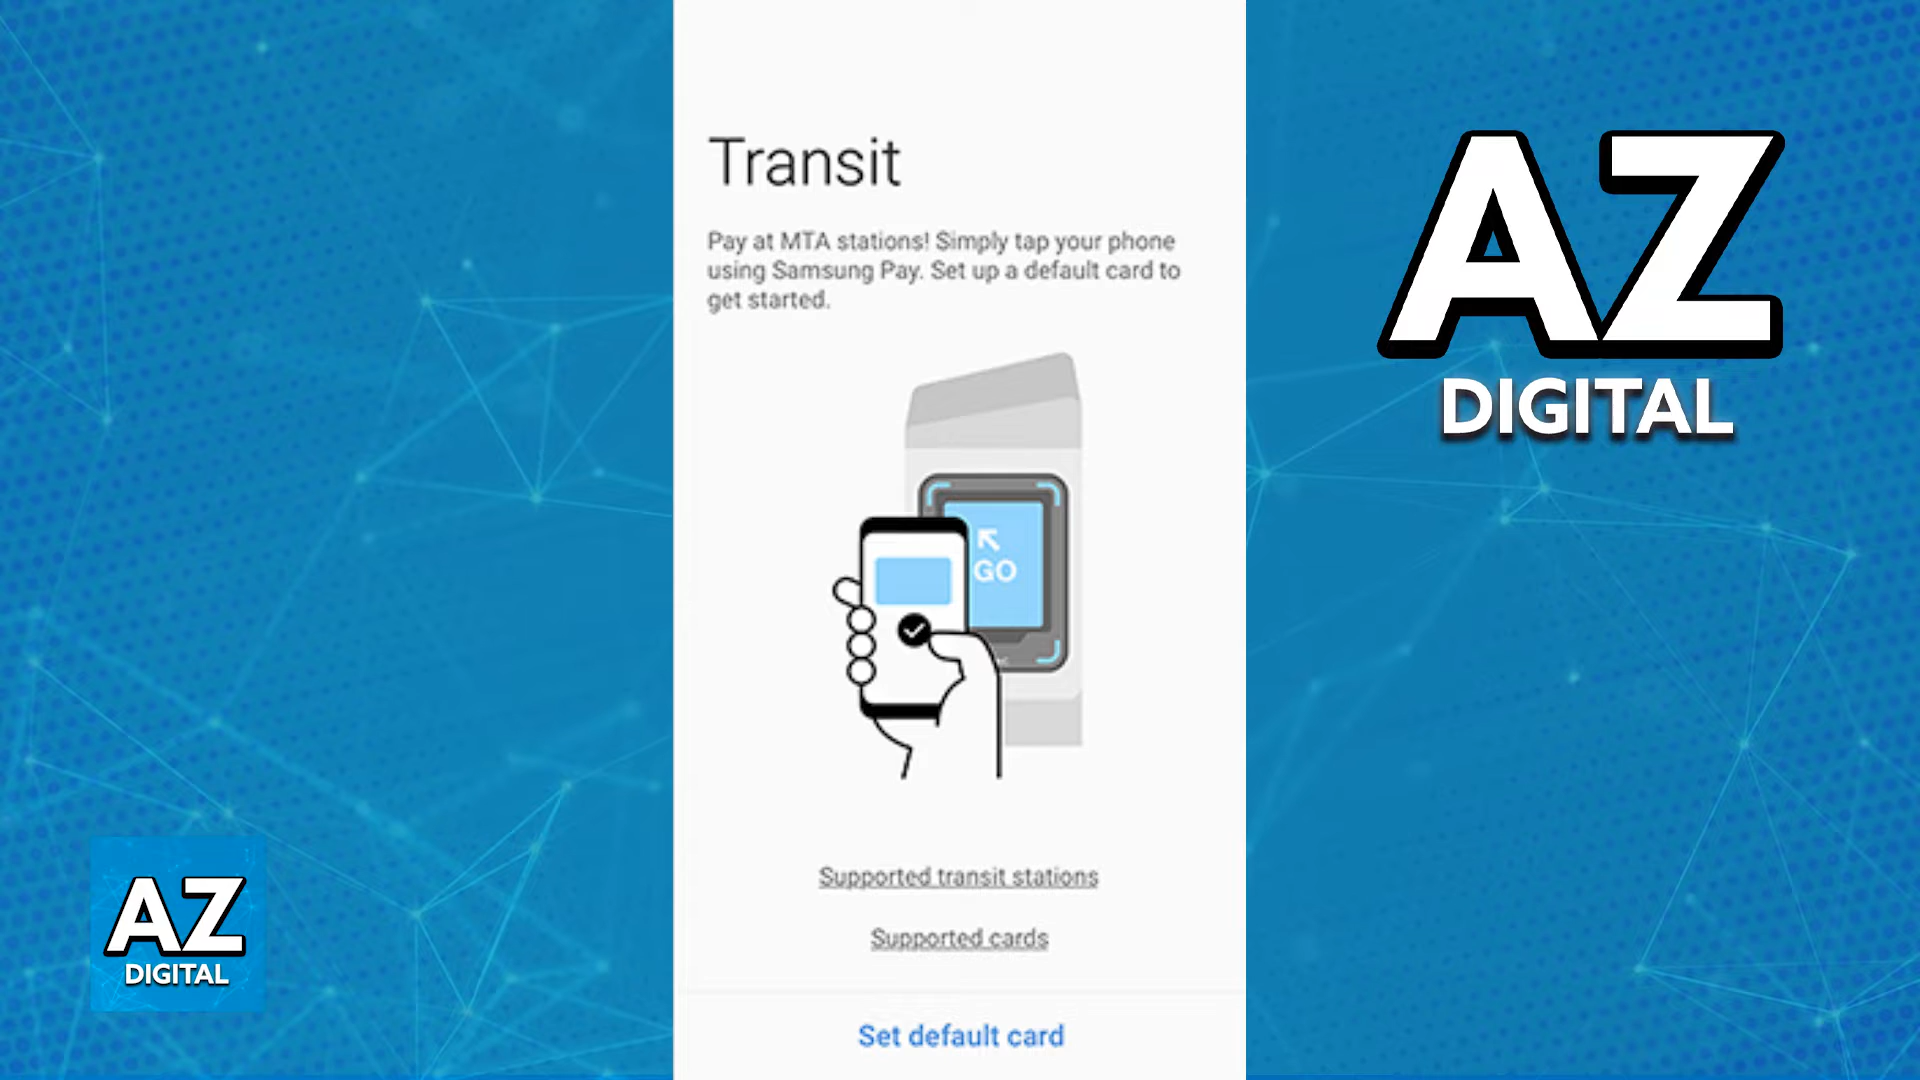 Transit
Pay at MTA stations! Simply tap your phone
using Samsung Pay. Set up a default card to
get started.
GO
Supported transit stations
Supported cards
Set default card
AZ
DIGITAL
AZ
DIGITAL